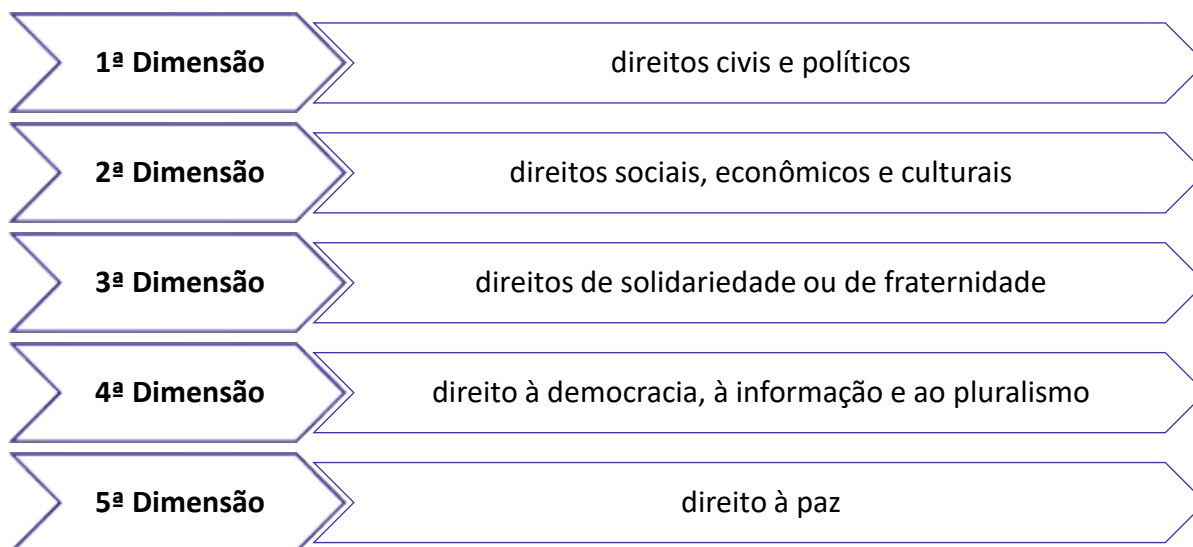 1ª Dimensão direitos civis e políticos
2ª Dimensão direitos sociais, econômicos e culturais
3ª Dimensão direitos de solidariedade ou de fraternidade
4ª Dimensão direito à democracia, à informação e ao pluralismo
5ª Dimensão direito à paz